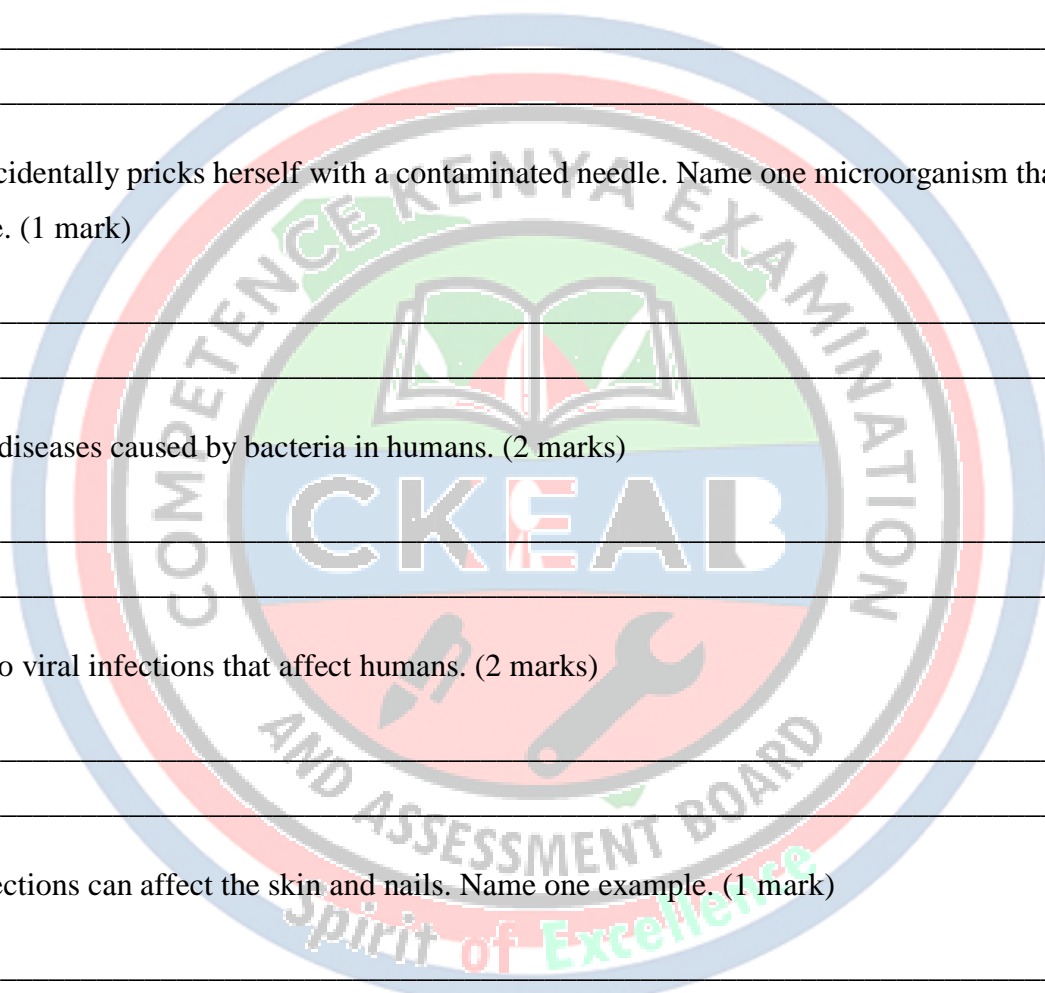 cidentally pricks herself with a contaminated needle. Name one microorganism tha
e. (1 mark)
diseases caused by bacteria in humans. (2 marks)
o viral infections that affect humans. (2 marks)
ections can affect the skin and nails. Name one example. (1 mark)
COMPETENCE KENYA EXAMINATION
CKEAB
AND ASSESSMENT BOARD
Spirit of Excellence